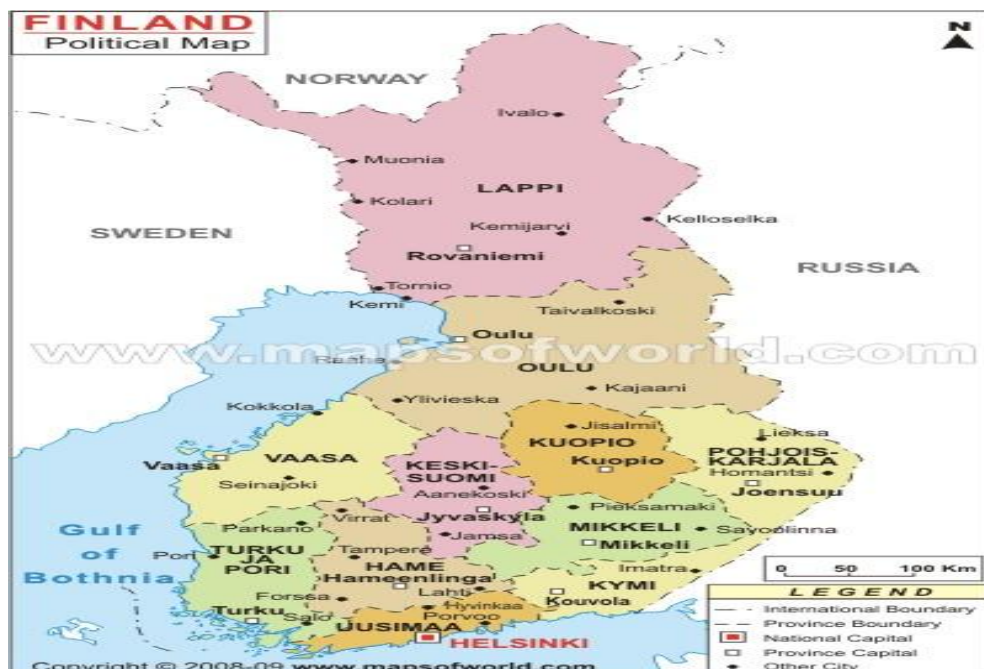 FINLAND
Political Map
N
NORWAY
Ivalo
Muonia
LAPPI
Kolari
Kelloselka
Kemijarvi
SWEDEN
Rovaniemi
RUSSIA
Tornio
Kemi
Taivalkoski
Oulu
www.mapsofworld.com
Raahe
OULU
Kajaani
Ylivieska
Kokkola
Jisalmi
Lieksa
KUOPIO
VAASA
Vaasa
KESKI-
SUOMI
Kuopio
POHJOIS-
KARJALA
Homantsi
Seinajoki
Aanekoski
Joensuu
Pieksamaki
Virrat
Jyvaskyla
Parkano
MIKKELI
Savoolinna
Gulf
of
Bothnia
Jamsa
Mikkeli
Pori
TURKU
JA
PORI
Tampere
HAME
Hameenlinga
Imatra
KYMI
Lahti
Kouvola
Forssa
Hyvinkaa
Turku
Salo
Porvoo
UUSIMAA
HELSINKI
0 50 100 Km
LEGEND
International Boundary
Province Boundary
National Capital
Province Capital
Other City
Copyright © 2008-09 www.mapsofworld.com